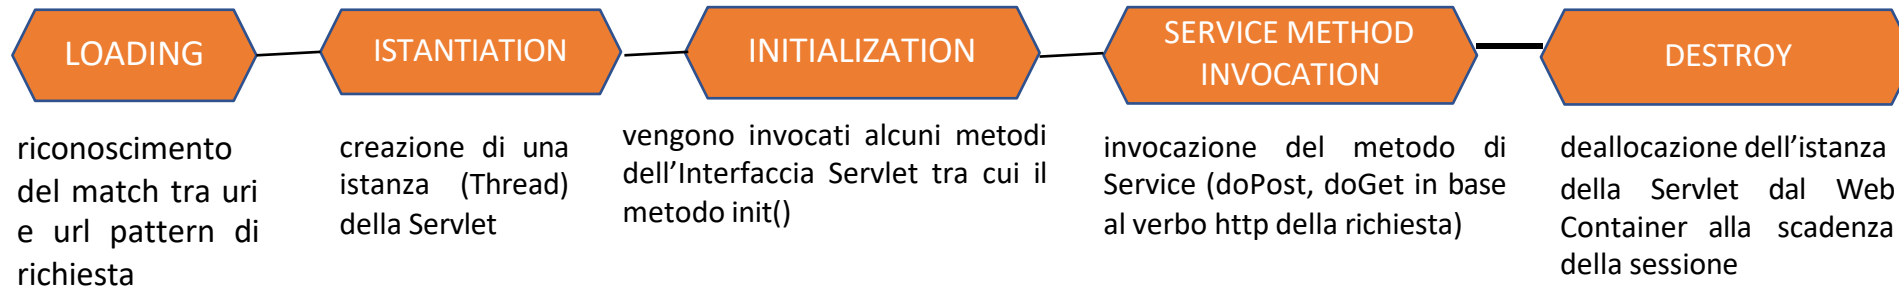 LOADING
riconoscimento
del match tra uri
e url pattern di
richiesta
ISTANTIATION
creazione di una
istanza (Thread)
della Servlet
INITIALIZATION
vengono invocati alcuni metodi
dell’Interfaccia Servlet tra cui il
metodo init()
SERVICE METHOD
INVOCATION
invocazione del metodo di
Service (doPost, doGet in base
al verbo http della richiesta)
DESTROY
deallocazione dell’istanza
della Servlet dal Web
Container alla scadenza
della sessione